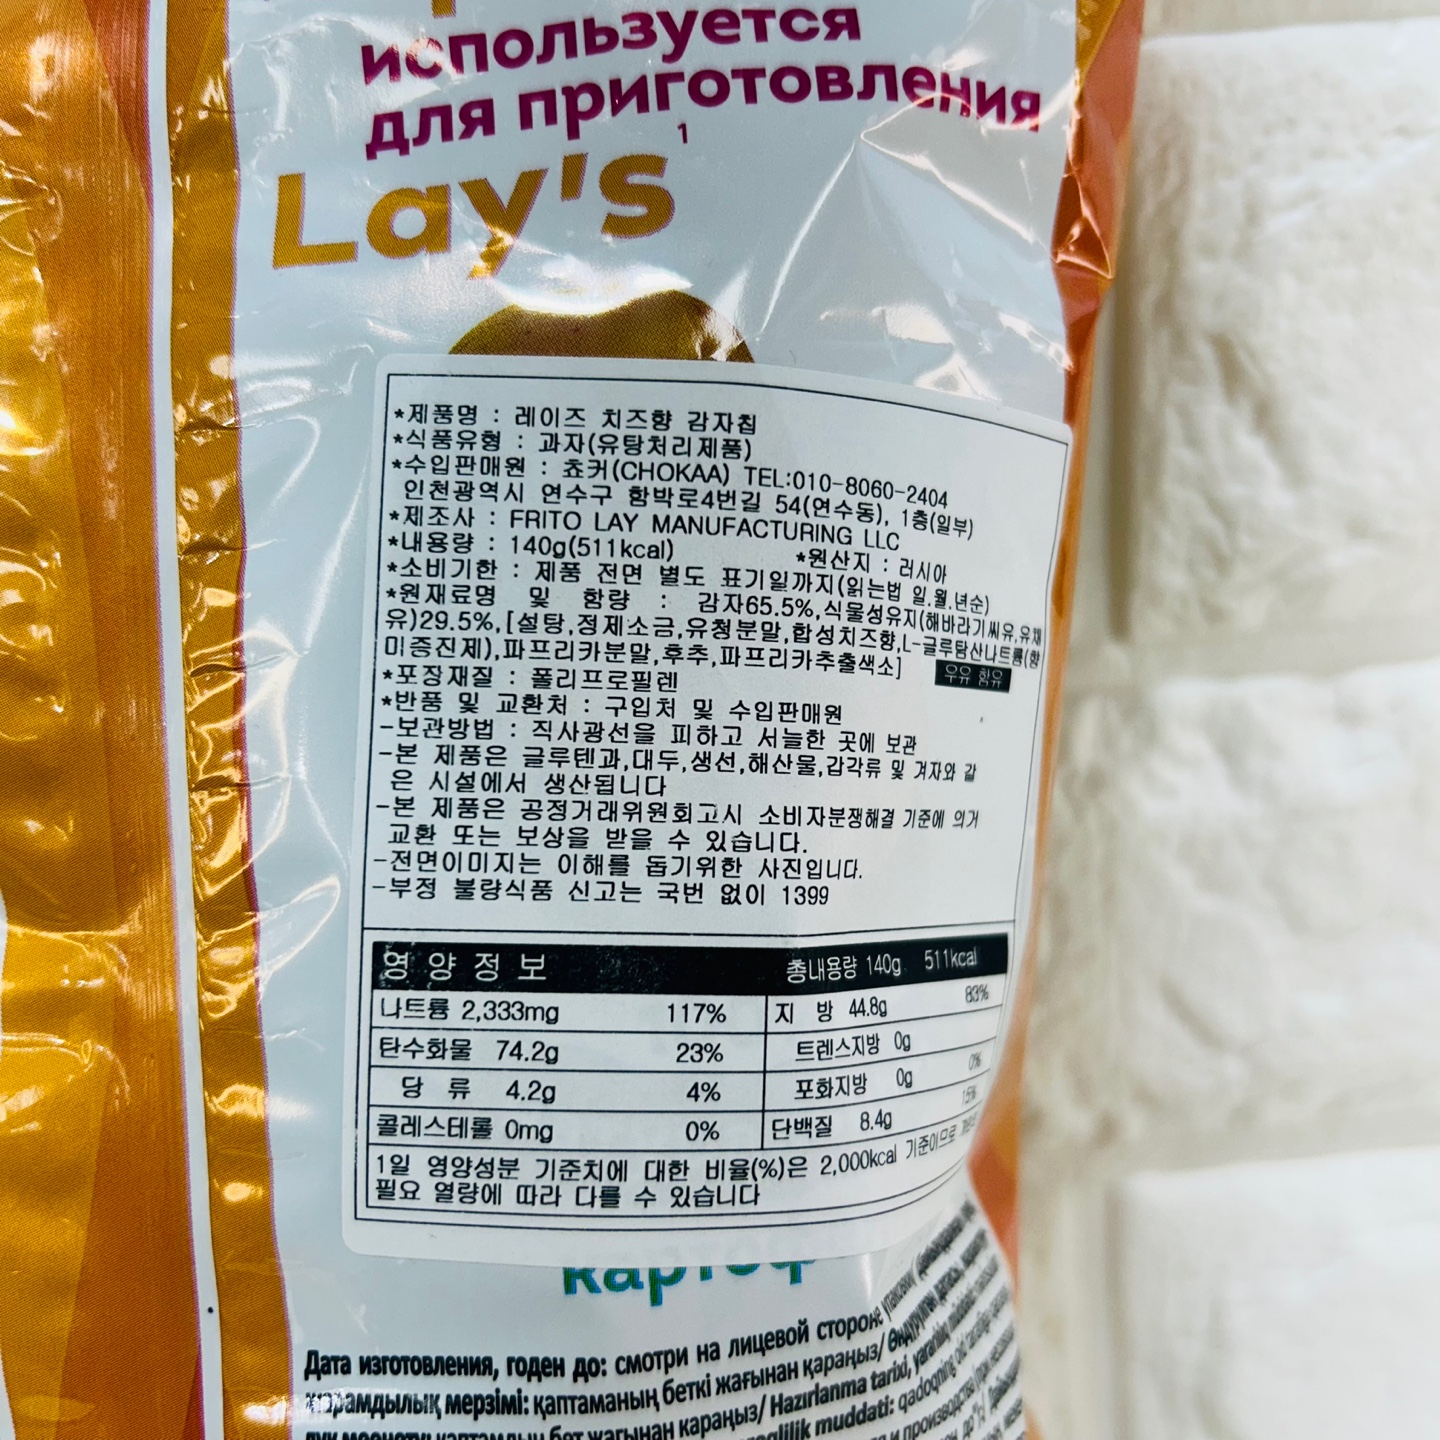 используется
для приготовления
Lay's¹
*제품명 : 레이즈 치즈향 감자칩
*식품유형 : 과자(유탕처리제품)
*수입판매원 : 쵸커(CHOKAA) TEL:010-8060-2404
인천광역시 연수구 함박로4번길 54(연수동), 1층(일부)
*제조사 : FRITO LAY MANUFACTURING LLC
*내용량 : 140g(511kcal) *원산지 : 러시아
*소비기한 : 제품 전면 별도 표기일까지(읽는법 일.월.년순)
*원재료명 및 함량 : 감자65.5%,식물성유지(해바라기씨유,유채
유)29.5%,[설탕,정제소금,유청분말,합성치즈향,L-글루탐산나트륨(향
미증진제),파프리카분말,후추,파프리카추출색소] 우유 함유
*포장재질 : 폴리프로필렌
*반품 및 교환처 : 구입처 및 수입판매원
-보관방법 : 직사광선을 피하고 서늘한 곳에 보관
-본 제품은 글루텐과,대두,생선,해산물,갑각류 및 겨자와 같
은 시설에서 생산됩니다
-본 제품은 공정거래위원회고시 소비자분쟁해결 기준에 의거
교환 또는 보상을 받을 수 있습니다.
-전면이미지는 이해를 돕기위한 사진입니다.
-부정 불량식품 신고는 국번 없이 1399
영양정보 총내용량 140g 511kcal
나트륨 2,333mg 117% 지 방 44.8g 83%
탄수화물 74.2g 23% 트렌스지방 0g
당 류 4.2g 4% 포화지방 0g 0%
콜레스테롤 0mg 0% 단백질 8.4g 15%
1일 영양성분 기준치에 대한 비율(%)은 2,000kcal 기준이므로
필요 열량에 따라 다를 수 있습니다
Дата изготовления, годен до: смотри на лицевой стороне упаковки/
жарамдылық мерзімі: қаптаманың беткі жағынан қараңыз/
каптамдын бет жагынан караңыз/ Hazırlanma tarixi, yararlılıq müddəti:
muddati: qadoqning